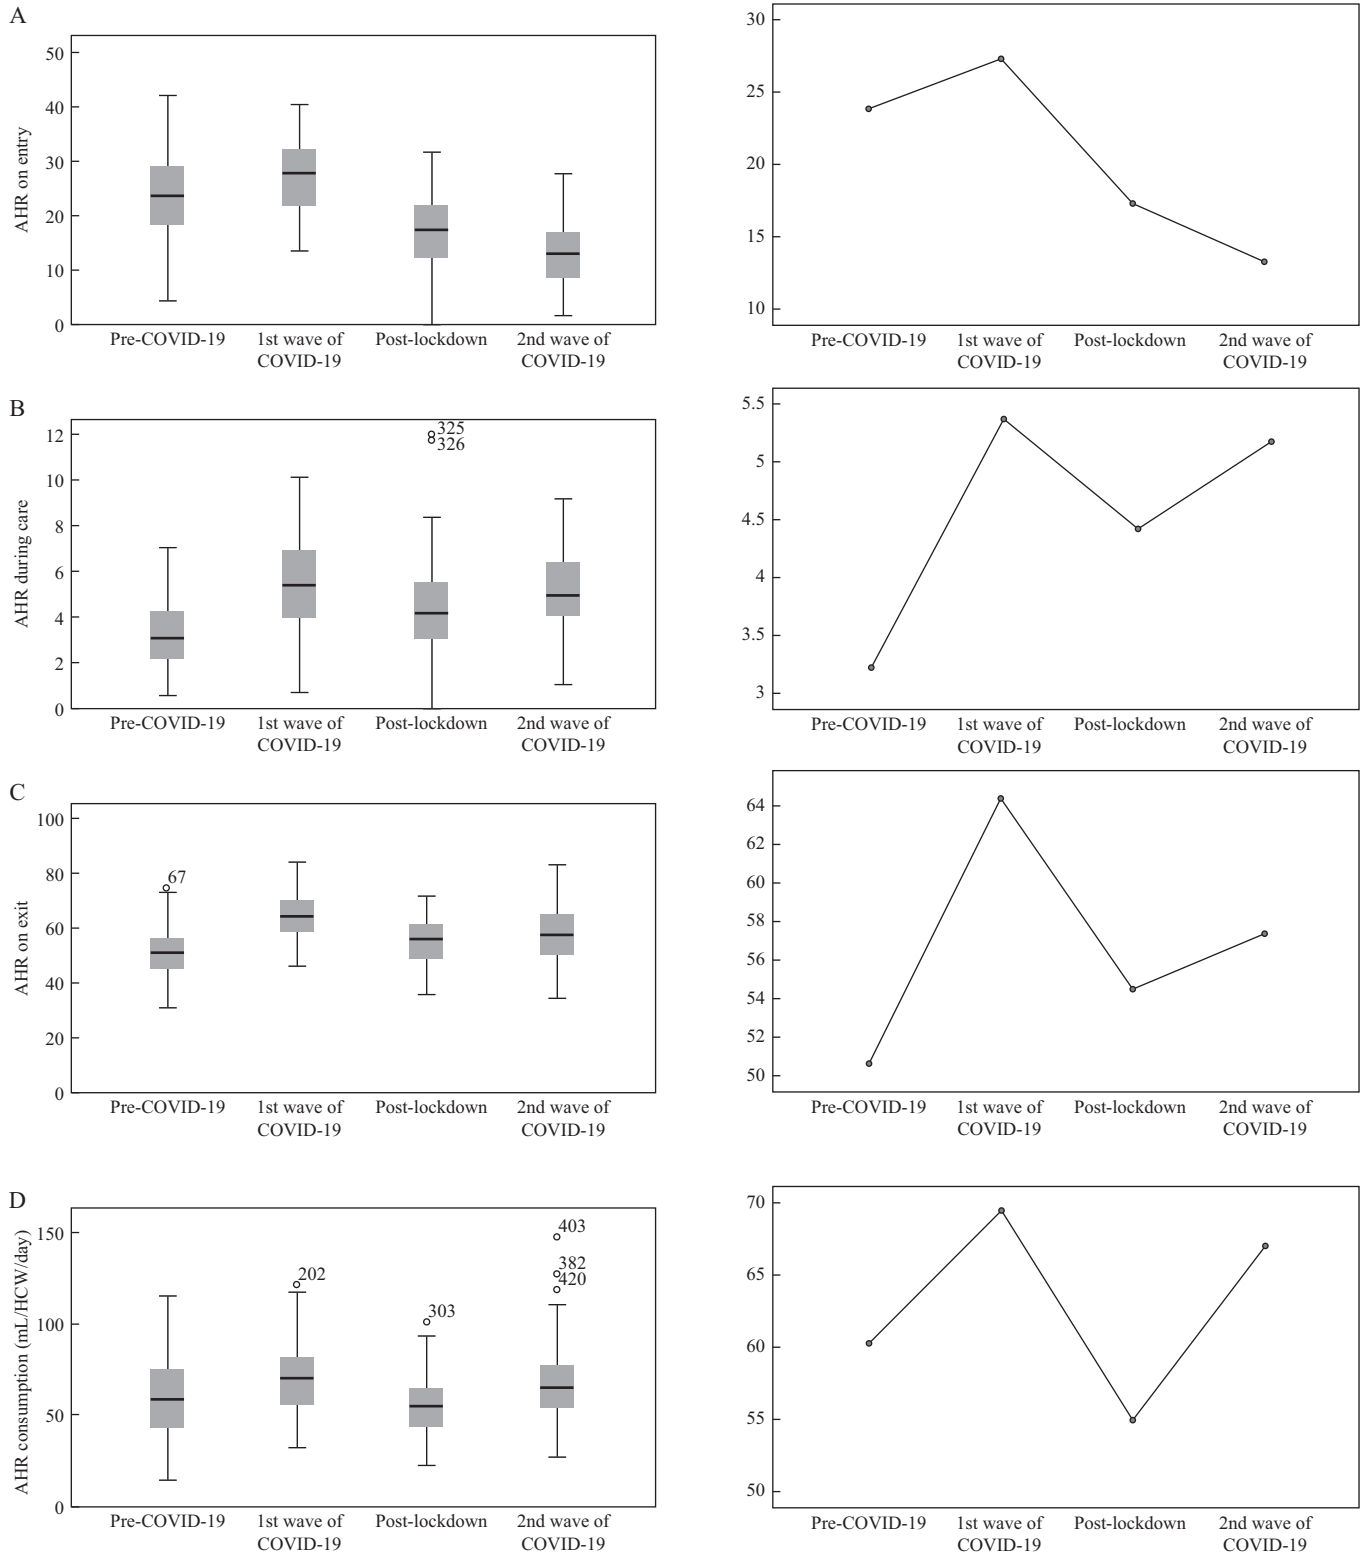 A
AHR on entry
50
40
30
20
10
0
Pre-COVID-19
1st wave of
COVID-19
Post-lockdown
2nd wave of
COVID-19
30
25
20
15
10
Pre-COVID-19
1st wave of
COVID-19
Post-lockdown
2nd wave of
COVID-19
B
AHR during care
12
10
8
6
4
2
0
325
326
Pre-COVID-19
1st wave of
COVID-19
Post-lockdown
2nd wave of
COVID-19
5.5
5
4.5
4
3.5
3
Pre-COVID-19
1st wave of
COVID-19
Post-lockdown
2nd wave of
COVID-19
C
AHR on exit
100
80
60
40
20
0
67
Pre-COVID-19
1st wave of
COVID-19
Post-lockdown
2nd wave of
COVID-19
64
62
60
58
56
54
52
50
Pre-COVID-19
1st wave of
COVID-19
Post-lockdown
2nd wave of
COVID-19
D
AHR consumption (mL/HCW/day)
150
100
50
0
202
303
403
382
420
Pre-COVID-19
1st wave of
COVID-19
Post-lockdown
2nd wave of
COVID-19
70
65
60
55
50
Pre-COVID-19
1st wave of
COVID-19
Post-lockdown
2nd wave of
COVID-19